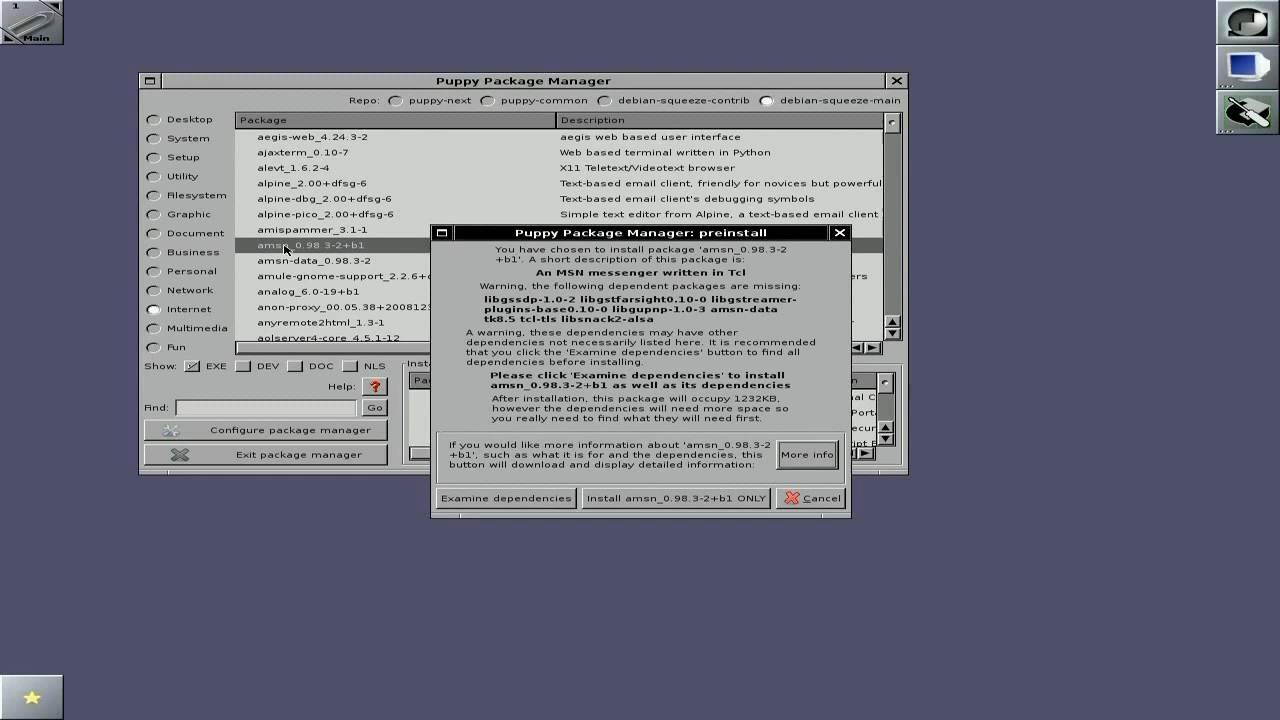 1
Main
Puppy Package Manager
Repo: puppy-next puppy-common debian-squeeze-contrib debian-squeeze-main
Desktop
System
Setup
Utility
Filesystem
Graphic
Document
Business
Personal
Network
Internet
Multimedia
Fun
Package Description
aegis-web_4.24.3-2 aegis web based user interface
ajaxterm_0.10-7 Web based terminal written in Python
alevt_1.6.2-4 X11 Teletext/Videotext browser
alpine_2.00+dfsg-6 Text-based email client, friendly for novices but powerful
alpine-dbg_2.00+dfsg-6 Text-based email client's debugging symbols
alpine-pico_2.00+dfsg-6 Simple text editor from Alpine, a text-based email client
amispammer_3.1-1
amsn_0.98.3-2+b1
amsn-data_0.98.3-2
amule-gnome-support_2.2.6+
analog_6.0-19+b1
anon-proxy_00.05.38+2008123
anyremote2html_1.3-1
aolserver4-core_4.5.1-12
Show: EXE DEV DOC NLS
Help: ?
Find: Go
Configure package manager
Exit package manager
Puppy Package Manager: preinstall
You have chosen to install package 'amsn_0.98.3-2
+b1'. A short description of this package is:
An MSN messenger written in Tcl
Warning, the following dependent packages are missing:
libgssdp-1.0-2 libgstfarsight0.10-0 libgstreamer-
plugins-base0.10-0 libgupnp-1.0-3 amsn-data
tk8.5 tcl-tls libsnack2-alsa
A warning, these dependencies may have other
dependencies not necessarily listed here. It is recommended
that you click the 'Examine dependencies' button to find all
dependencies before installing.
Please click 'Examine dependencies' to install
amsn_0.98.3-2+b1 as well as its dependencies
After installation, this package will occupy 1232KB,
however the dependencies will need more space so
you really need to find what they will need first.
If you would like more information about 'amsn_0.98.3-2
+b1', such as what it is for and the dependencies, this
button will download and display detailed information:
More info
Examine dependencies Install amsn_0.98.3-2+b1 ONLY Cancel